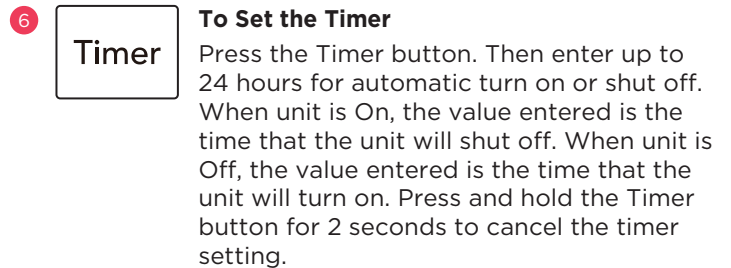 6
Timer
To Set the Timer
Press the Timer button. Then enter up to
24 hours for automatic turn on or shut off.
When unit is On, the value entered is the
time that the unit will shut off. When unit is
Off, the value entered is the time that the
unit will turn on. Press and hold the Timer
button for 2 seconds to cancel the timer
setting.